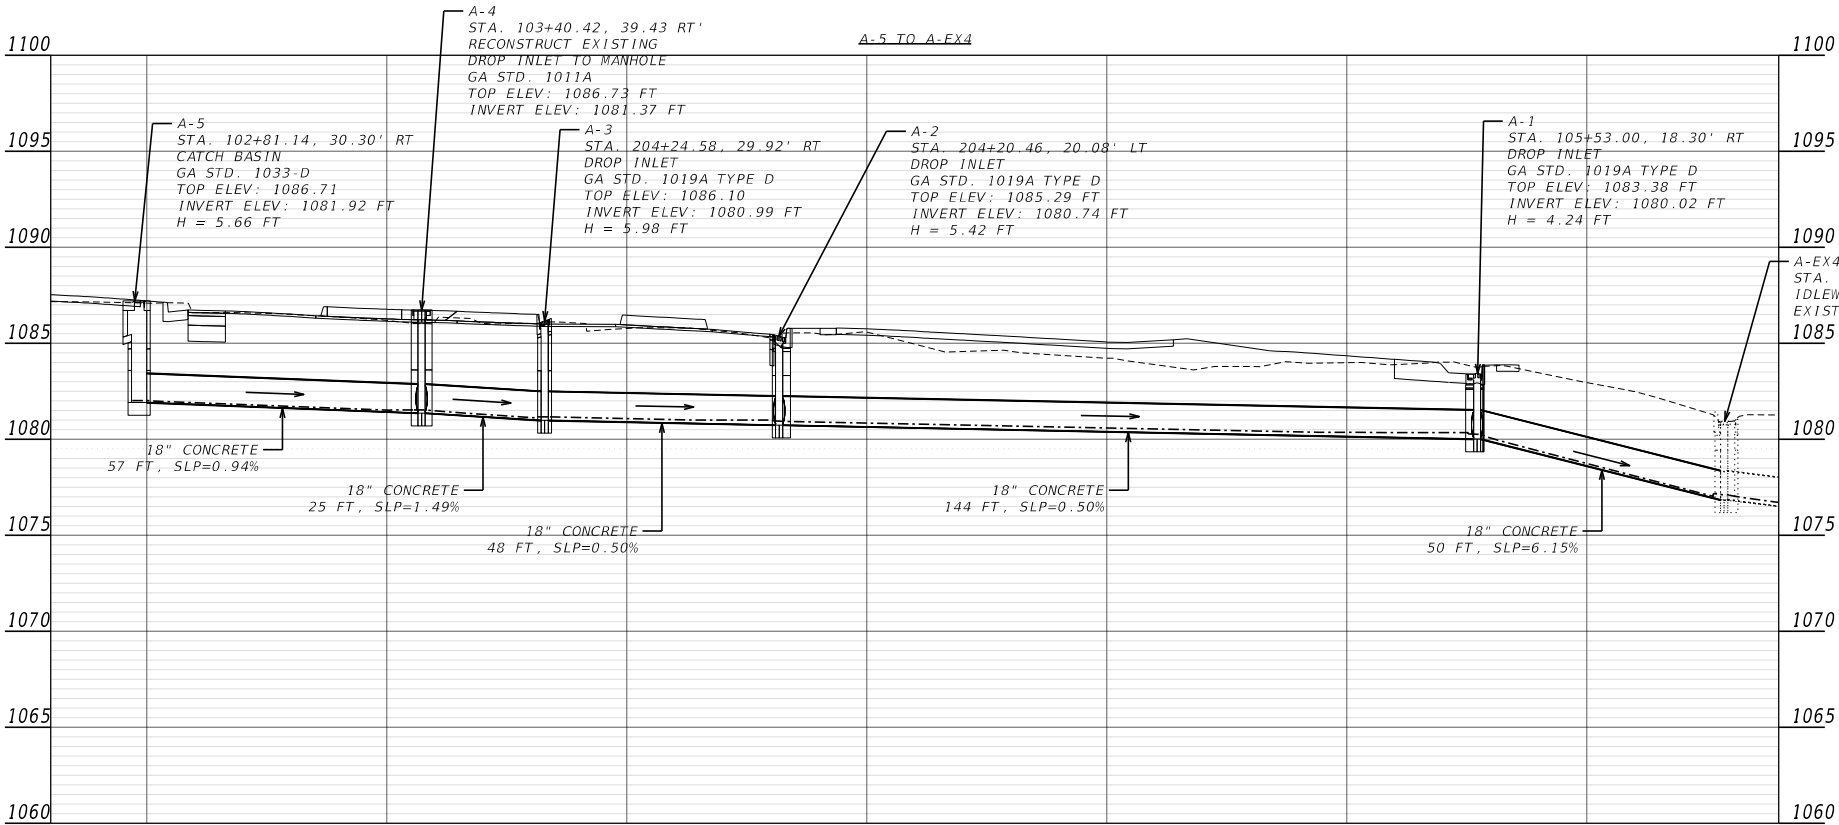 A-5 TO A-EX4
A-5
STA. 102+81.14, 30.30' RT
CATCH BASIN
GA STD. 1033-D
TOP ELEV: 1086.71
INVERT ELEV: 1081.92 FT
H = 5.66 FT
A-4
STA. 103+40.42, 39.43 RT'
RECONSTRUCT EXISTING
DROP INLET TO MANHOLE
GA STD. 1011A
TOP ELEV: 1086.73 FT
INVERT ELEV: 1081.37 FT
A-3
STA. 204+24.58, 29.92' RT
DROP INLET
GA STD. 1019A TYPE D
TOP ELEV: 1086.10
INVERT ELEV: 1080.99 FT
H = 5.98 FT
A-2
STA. 204+20.46, 20.08' LT
DROP INLET
GA STD. 1019A TYPE D
TOP ELEV: 1085.29 FT
INVERT ELEV: 1080.74 FT
H = 5.42 FT
A-1
STA. 105+53.00, 18.30' RT
DROP INLET
GA STD. 1019A TYPE D
TOP ELEV: 1083.38 FT
INVERT ELEV: 1080.02 FT
H = 4.24 FT
A-EX4
STA.
IDLEW
EXIST
18" CONCRETE
57 FT, SLP=0.94%
18" CONCRETE
25 FT, SLP=1.49%
18" CONCRETE
48 FT, SLP=0.50%
18" CONCRETE
144 FT, SLP=0.50%
18" CONCRETE
50 FT, SLP=6.15%
1100
1095
1090
1085
1080
1075
1070
1065
1060
1100
1095
1090
1085
1080
1075
1070
1065
1060